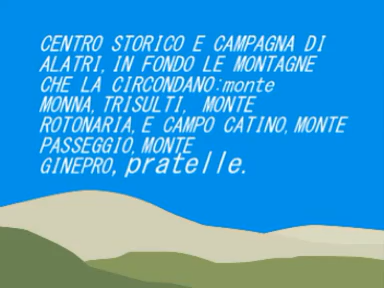 CENTRO STORICO E CAMPAGNA DI
ALATRI, IN FONDO LE MONTAGNE
CHE LA CIRCONDANO:monte
MONNA, TRISULTI, MONTE
ROTONARIA, E CAMPO CATINO, MONTE
PASSEGGIO, MONTE
GINEPRO, pratelle.